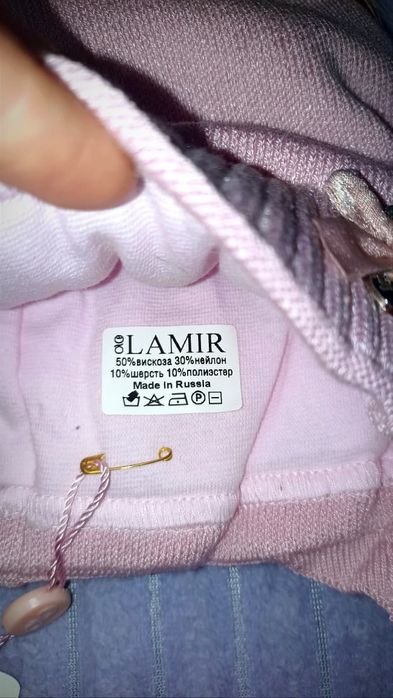 LAMIR
50%вискоза 30%нейлон
10%шерсть 10%полиэстер
Made in Russia
P